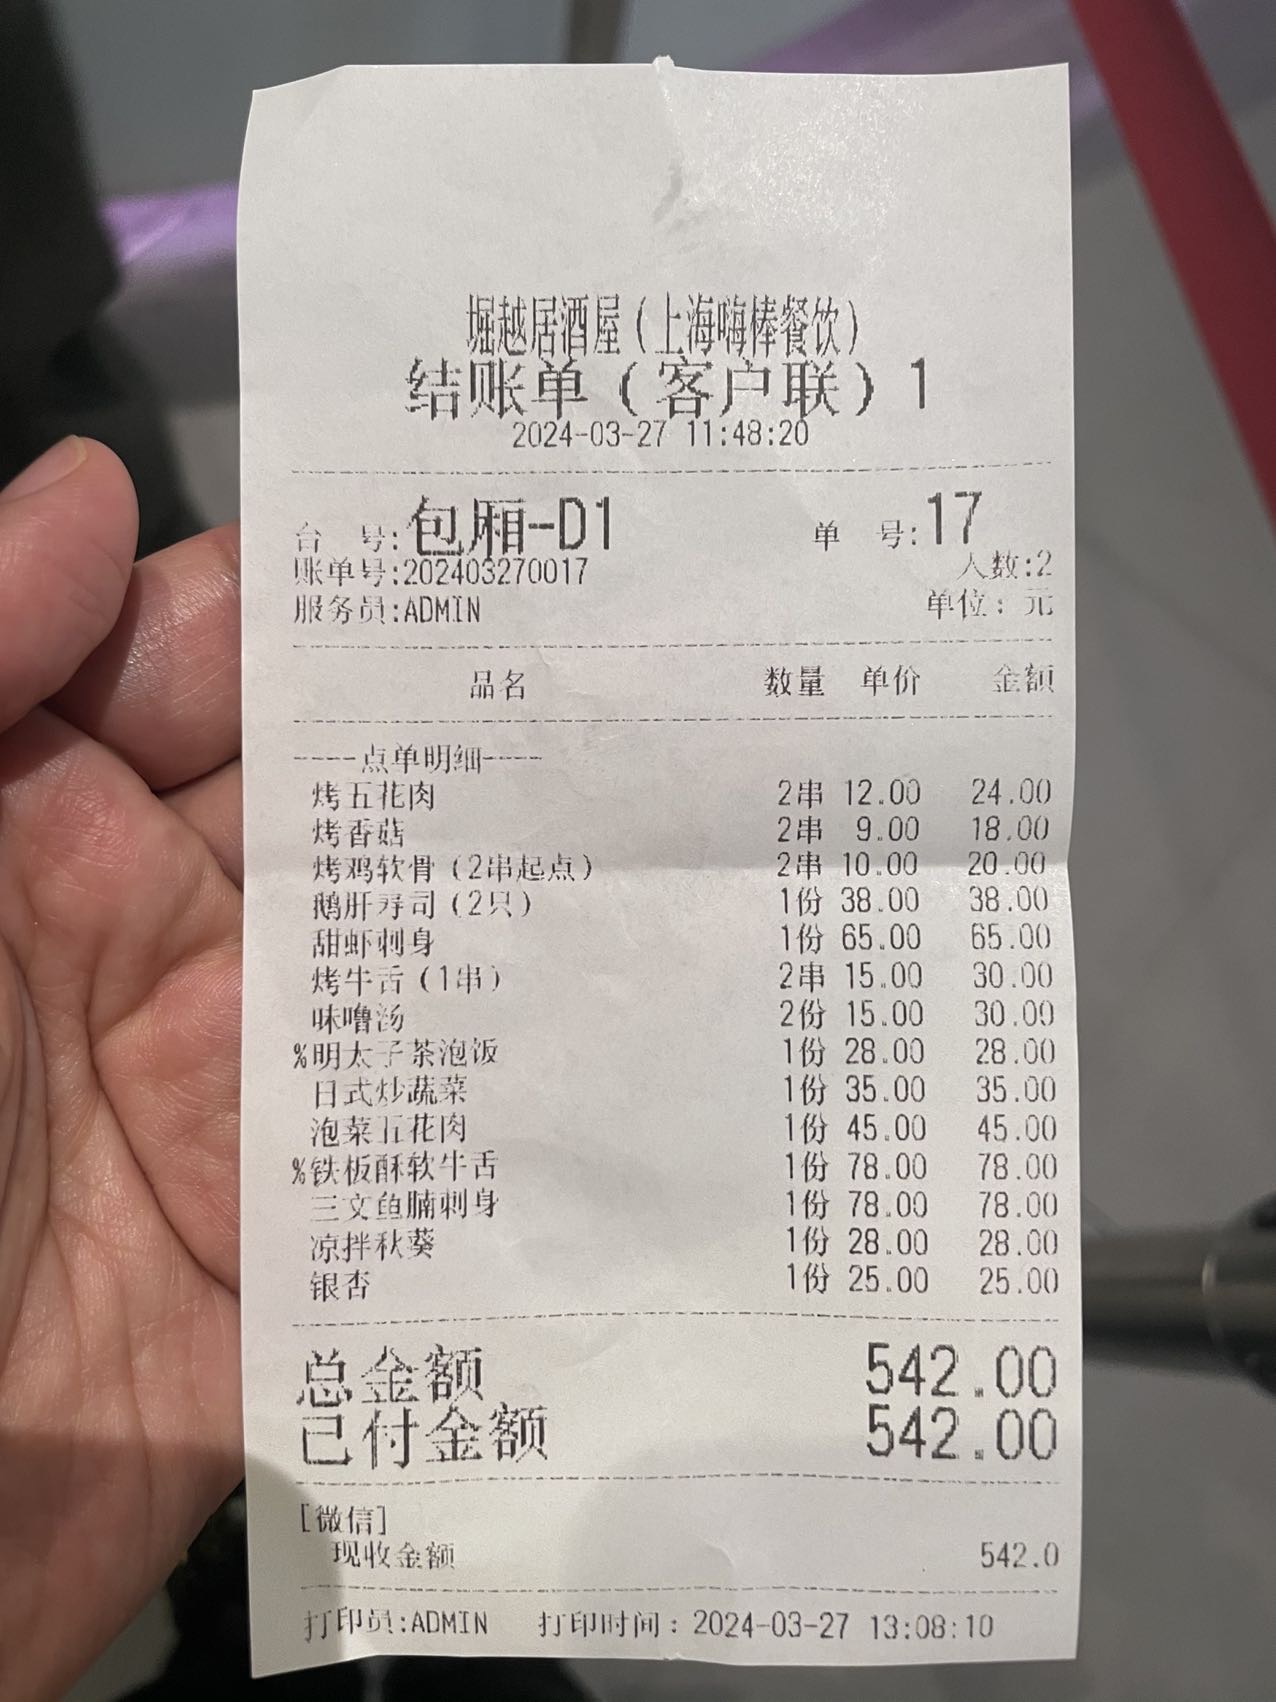 堀越居酒屋(上海嗨棒餐饮)
结账单(客户联)1
2024-03-27 11:48:20
台 号:包厢-D1 单 号:17
账单号:202403270017 人数:2
服务员:ADMIN 单位: 元
品名 数量 单价 金额
----点单明细----
烤五花肉 2串 12.00 24.00
烤香菇 2串 9.00 18.00
烤鸡软骨(2串起点) 2串 10.00 20.00
鹅肝寿司(2只) 1份 38.00 38.00
甜虾刺身 1份 65.00 65.00
烤牛舌(1串) 2串 15.00 30.00
味噜汤 2份 15.00 30.00
%明太子茶泡饭 1份 28.00 28.00
日式炒蔬菜 1份 35.00 35.00
泡菜五花肉 1份 45.00 45.00
%铁板酥软牛舌 1份 78.00 78.00
三文鱼腩刺身 1份 78.00 78.00
凉拌秋葵 1份 28.00 28.00
银杏 1份 25.00 25.00
总金额 542.00
已付金额 542.00
[微信]
现收金额 542.0
打印员:ADMIN 打印时间: 2024-03-27 13:08:10